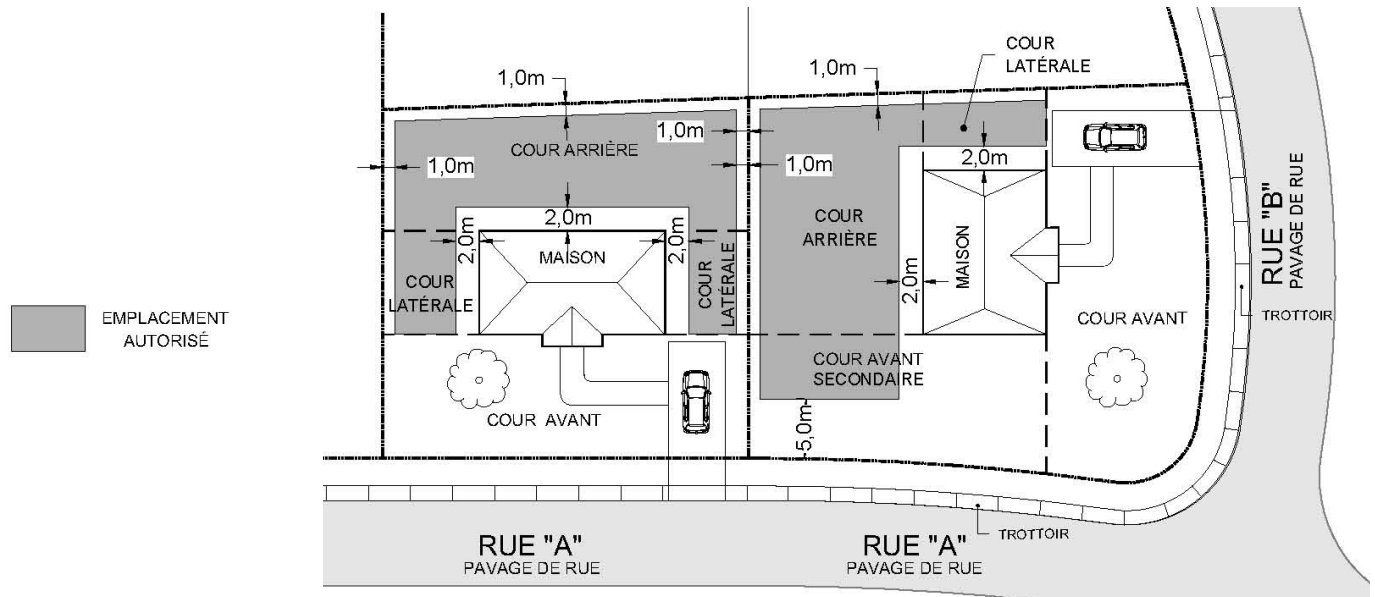 COUR
LATÉRALE
1,0m
1,0m
1,0m
COUR ARRIÈRE
1,0m
1,0m
2,0m
2,0m
COUR
ARRIÈRE
2,0m
2,0m
MAISON
COUR
LATÉRALE
COUR
LATÉRALE
2,0m
MAISON
RUE "B"
PAVAGE DE RUE
EMPLACEMENT
AUTORISÉ
COUR AVANT
TROTTOIR
COUR AVANT
SECONDAIRE
COUR AVANT
5,0m
RUE "A"
PAVAGE DE RUE
RUE "A"
PAVAGE DE RUE
TROTTOIR